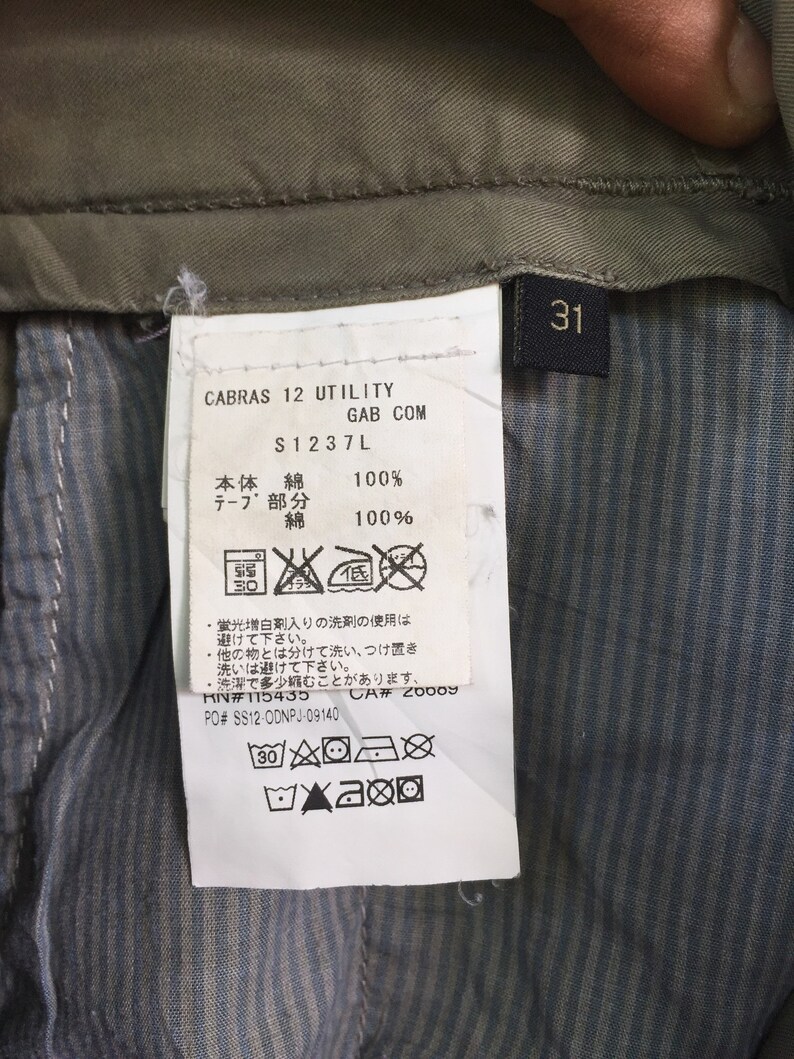 31
CABRAS 12 UTILITY
GAB COM
S1237L
本体 綿 100%
テープ部分
綿 100%
弱
40
低
・蛍光増白剤入りの洗剤の使用は
避けて下さい。
・他の物とは分けて洗い、つけ置き
洗いは避けて下さい。
・洗濯で多少縮むことがあります、
RN#115435 CA# 26689
PO# SS12-ODNPJ-09140
30